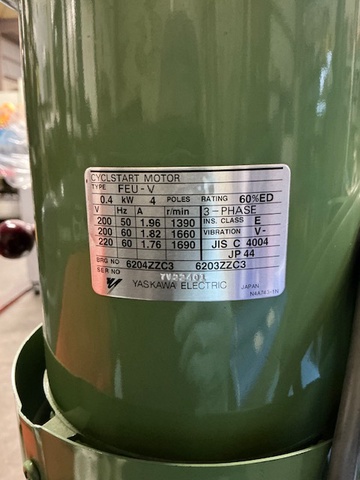 CYCLSTART MOTOR
TYPE FEU-V
0.4 kW 4 POLES RATING 60%ED
V Hz A r/min 3-PHASE
200 50 1.96 1390 INS. CLASS E
200 60 1.82 1660 VIBRATION V-
220 60 1.76 1690 JIS C 4004
JP 44
BRG NO 6204ZZC3 6203ZZC3
SER NO
YASKAWA ELECTRIC JAPAN